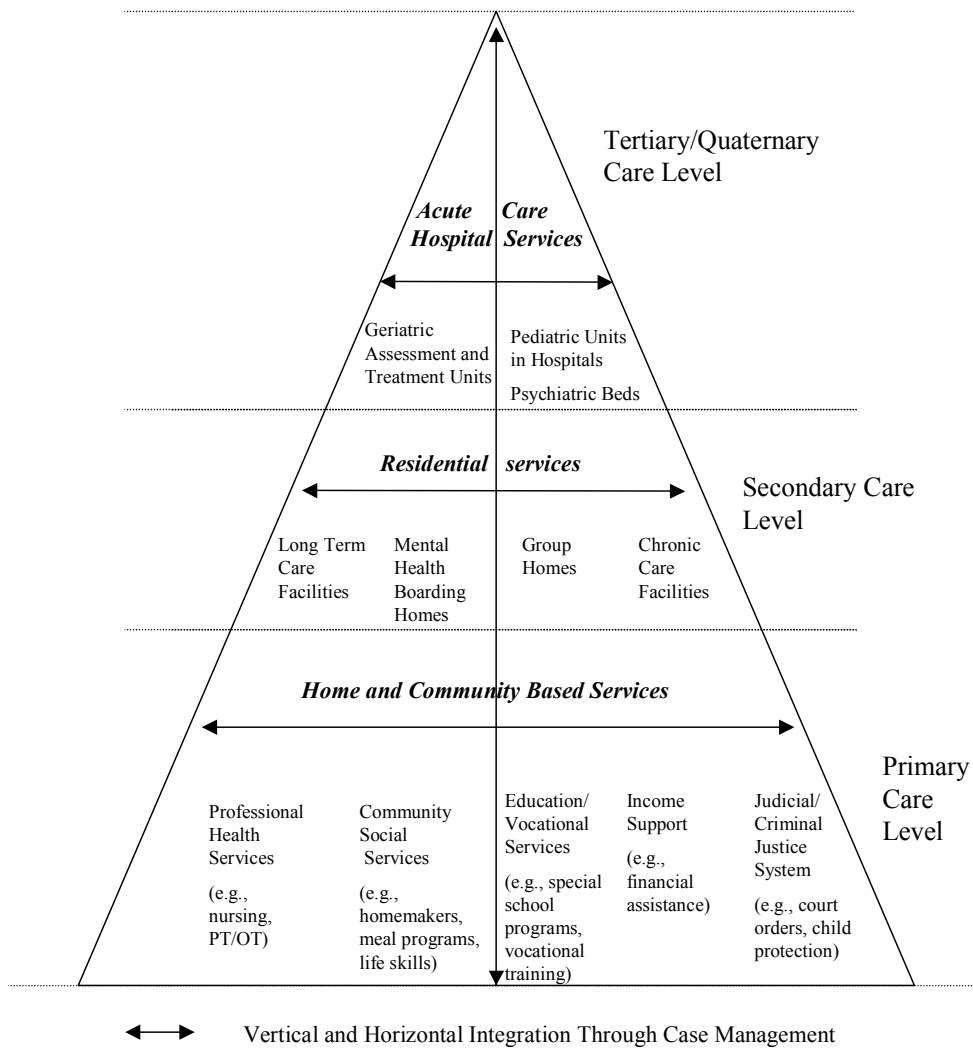 Tertiary/Quaternary
Care Level
Acute Care
Hospital Services
Geriatric
Assessment and
Treatment Units
Pediatric Units
in Hospitals
Psychiatric Beds
Residential services
Secondary Care
Level
Long Term
Care
Facilities
Mental
Health
Boarding
Homes
Group
Homes
Chronic
Care
Facilities
Home and Community Based Services
Primary
Care
Level
Professional
Health
Services
(e.g.,
nursing,
PT/OT)
Community
Social
Services
(e.g.,
homemakers,
meal programs,
life skills)
Education/
Vocational
Services
(e.g., special
school
programs,
vocational
training)
Income
Support
(e.g.,
financial
assistance)
Judicial/
Criminal
Justice
System
(e.g., court
orders, child
protection)
Vertical and Horizontal Integration Through Case Management